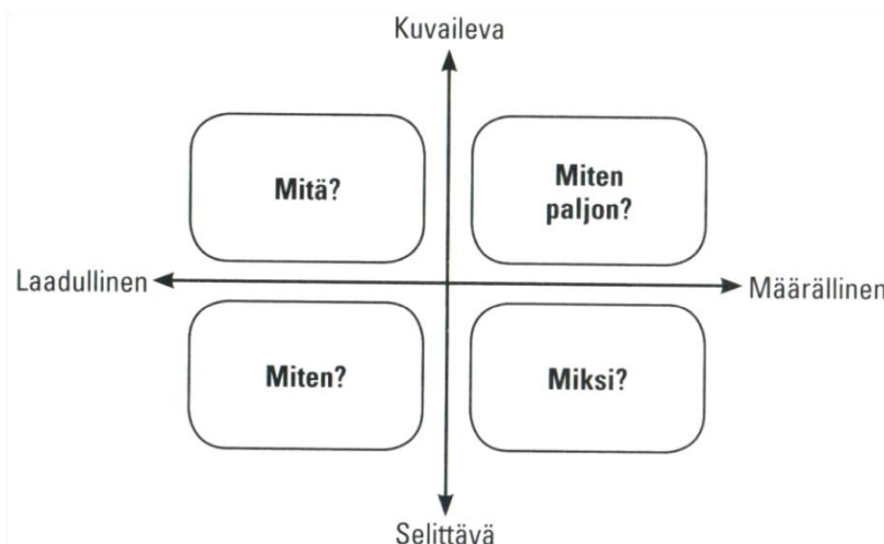 Kuvaileva
Mitä?
Miten
paljon?
Laadullinen
Määrällinen
Miten?
Miksi?
Selittävä